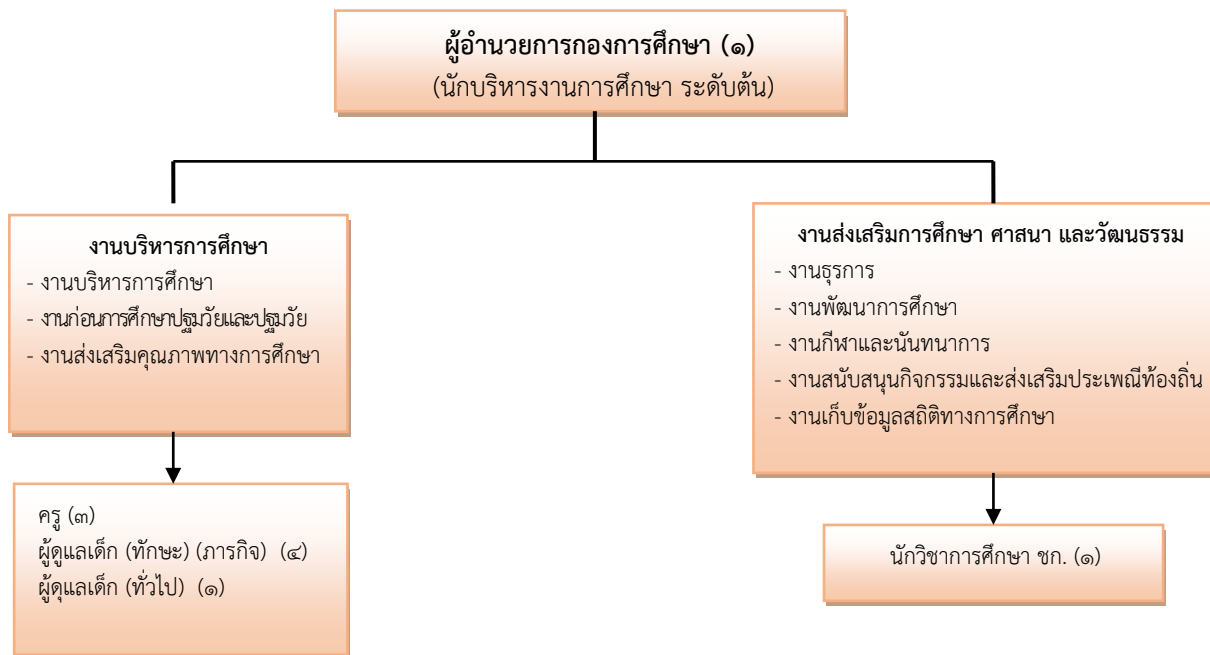 ผู้อำนวยการกองการศึกษา (๑)
(นักบริหารงานการศึกษา ระดับต้น)
งานบริหารการศึกษา
- งานบริหารการศึกษา
- งานก่อนการศึกษาปฐมวัยและปฐมวัย
- งานส่งเสริมคุณภาพทางการศึกษา
งานส่งเสริมการศึกษา ศาสนา และวัฒนธรรม
- งานธุรการ
- งานพัฒนาการศึกษา
- งานกีฬาและนันทนาการ
- งานสนับสนุนกิจกรรมและส่งเสริมประเพณีท้องถิ่น
- งานเก็บข้อมูลสถิติทางการศึกษา
ครู (๓)
ผู้ดูแลเด็ก (ทักษะ) (ภารกิจ) (๔)
ผู้ดุแลเด็ก (ทั่วไป) (๑)
นักวิชาการศึกษา ชก. (๑)